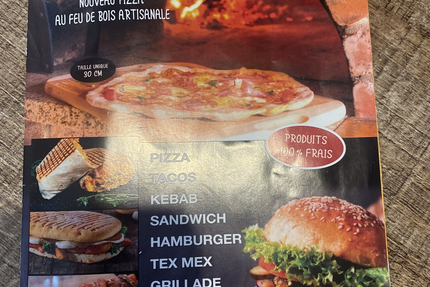 NOUVEAU PIZZA
AU FEU DE BOIS ARTISANALE
TAILLE UNIQUE
30 CM
PRODUITS
100% FRAIS
PIZZA
TACOS
KEBAB
SANDWICH
HAMBURGER
TEX MEX
GRILLADE